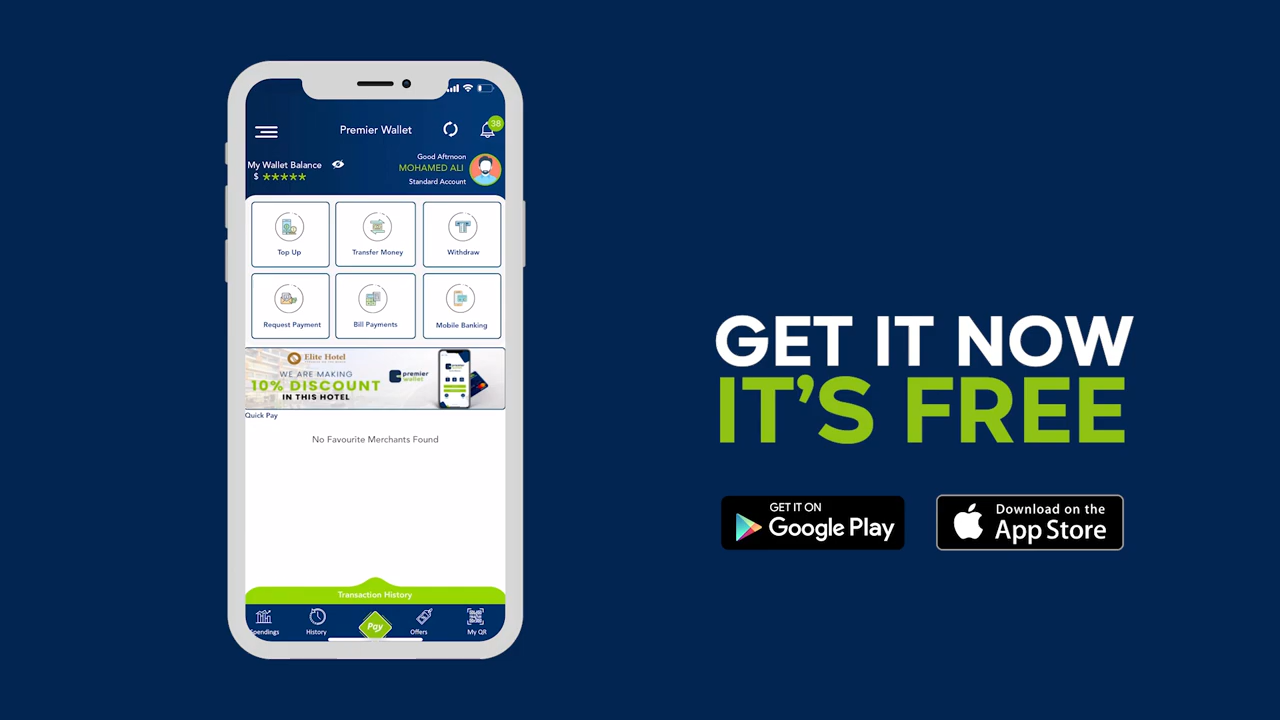 Premier Wallet
38
My Wallet Balance
$ *****
Good Aftrnoon
MOHAMED ALI
Standard Account
Top Up
Transfer Money
Withdraw
Request Payment
Bill Payments
Mobile Banking
Elite Hotel
WE ARE MAKING
10% DISCOUNT
IN THIS HOTEL
premier
wallet
Quick Pay
No Favourite Merchants Found
Transaction History
Spendings
History
Pay
Offers
My QR
GET IT NOW
IT'S FREE
GET IT ON
Google Play
Download on the
App Store